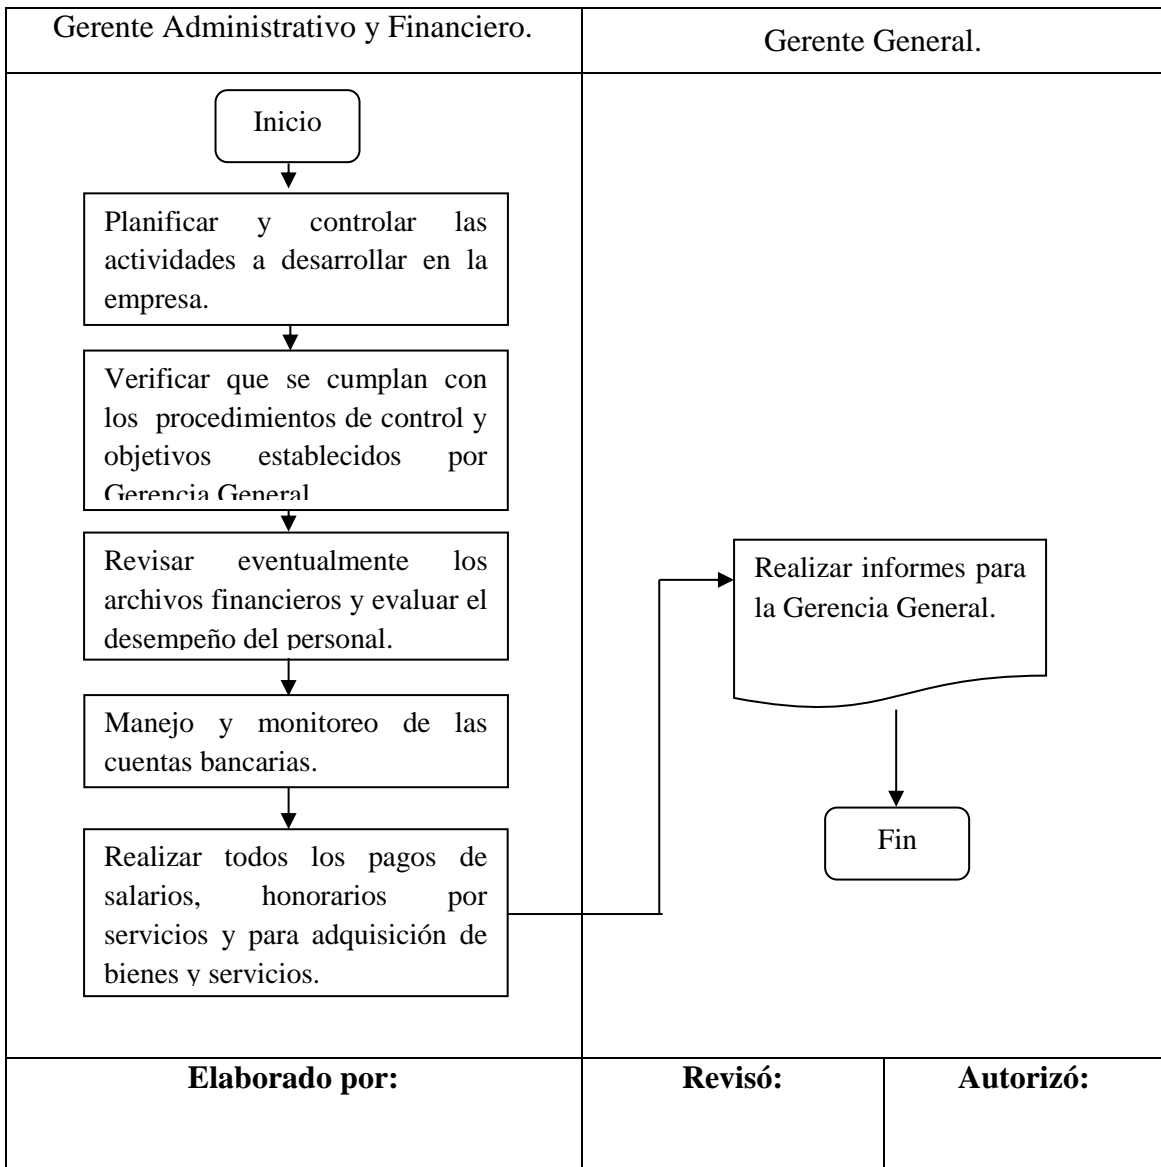 Gerente Administrativo y Financiero.
Gerente General.
Inicio
Planificar y controlar las
actividades a desarrollar en la
empresa.
Verificar que se cumplan con
los procedimientos de control y
objetivos establecidos por
Gerencia General
Revisar eventualmente los
archivos financieros y evaluar el
desempeño del personal.
Manejo y monitoreo de las
cuentas bancarias.
Realizar todos los pagos de
salarios, honorarios por
servicios y para adquisición de
bienes y servicios.
Realizar informes para
la Gerencia General.
Fin
Elaborado por:
Revisó:
Autorizó: